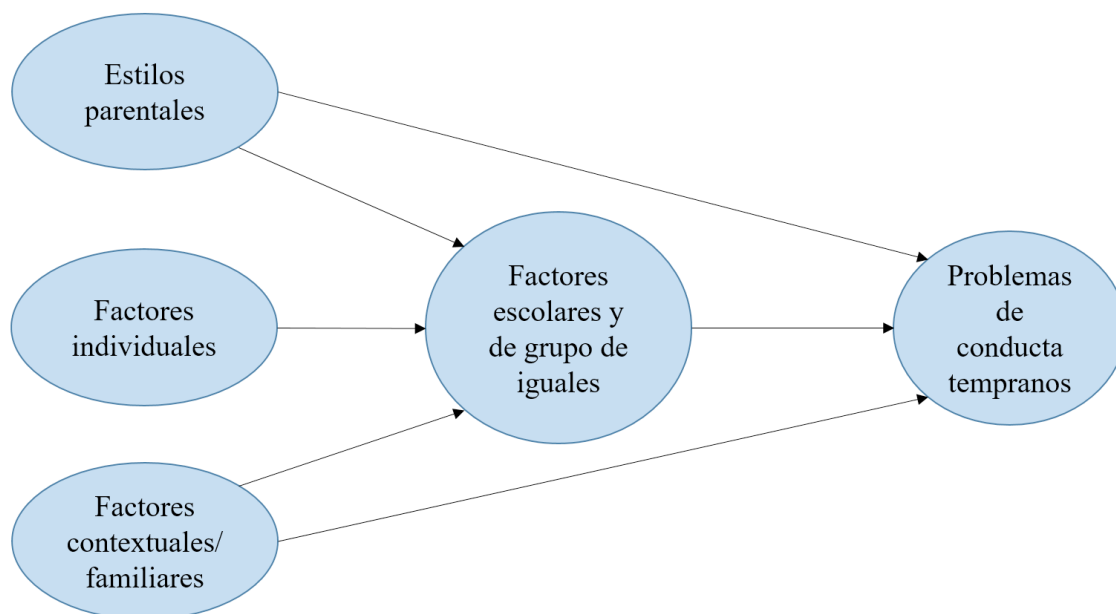 Estilos
parentales
Factores
individuales
Factores
contextuales/
familiares
Factores
escolares y
de grupo de
iguales
Problemas
de
conducta
tempranos